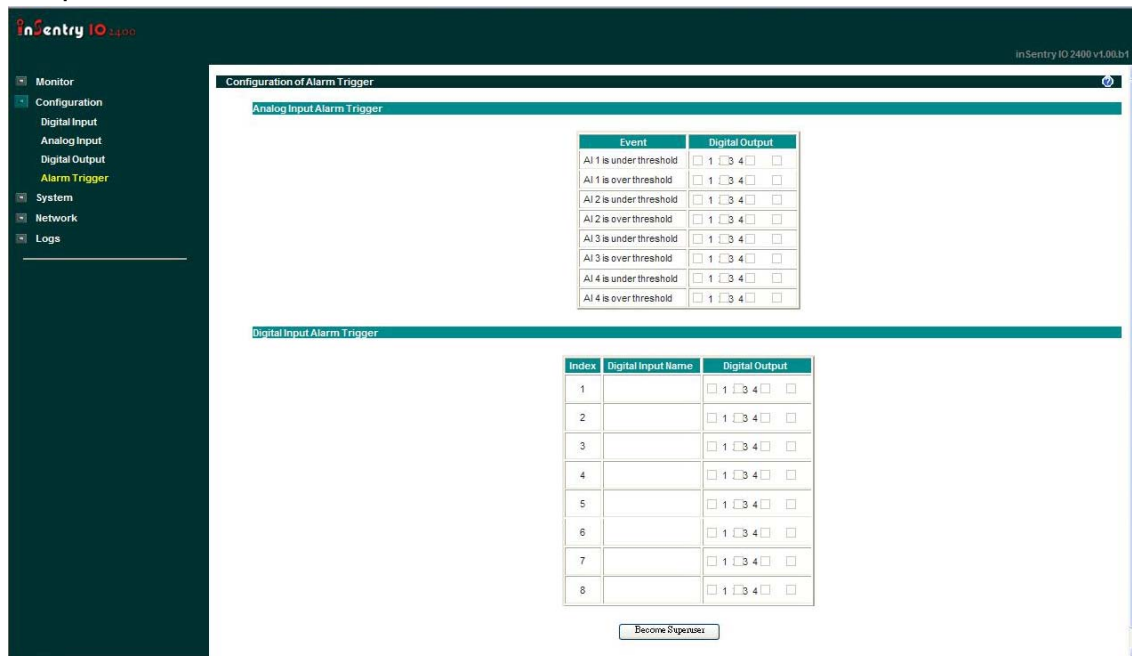 inSentry IO 2400
inSentry IO 2400 v1.00.b1
Monitor
Configuration
Digital Input
Analog Input
Digital Output
Alarm Trigger
System
Network
Logs
Configuration of Alarm Trigger
Analog Input Alarm Trigger
Event Digital Output
AI 1 is under threshold 1 3 4
AI 1 is over threshold 1 3 4
AI 2 is under threshold 1 3 4
AI 2 is over threshold 1 3 4
AI 3 is under threshold 1 3 4
AI 3 is over threshold 1 3 4
AI 4 is under threshold 1 3 4
AI 4 is over threshold 1 3 4
Digital Input Alarm Trigger
Index Digital Input Name Digital Output
1 1 3 4
2 1 3 4
3 1 3 4
4 1 3 4
5 1 3 4
6 1 3 4
7 1 3 4
8 1 3 4
Become Superuser